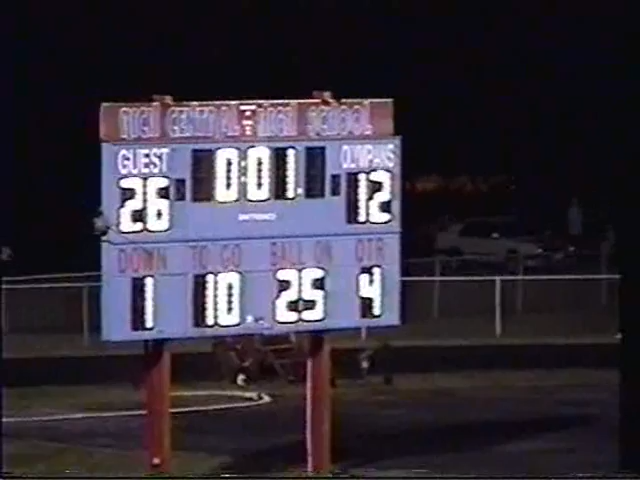 RICH CENTRAL HIGH SCHOOL
GUEST 0:01 OLYMPIANS
26 12
DOWN TO GO BALL ON QTR
1 10 25 4